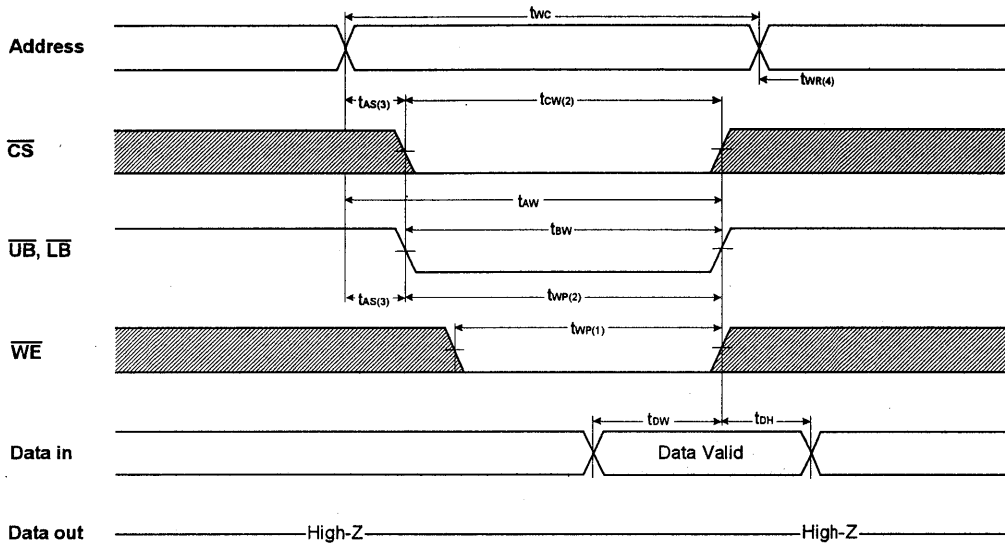 tWC
Address
tWR(4)
tAS(3)
tCW(2)
CS
tAW
tBW
UB, LB
tAS(3)
tWP(2)
tWP(1)
WE
tDW
tDH
Data in
Data Valid
Data out
High-Z
High-Z